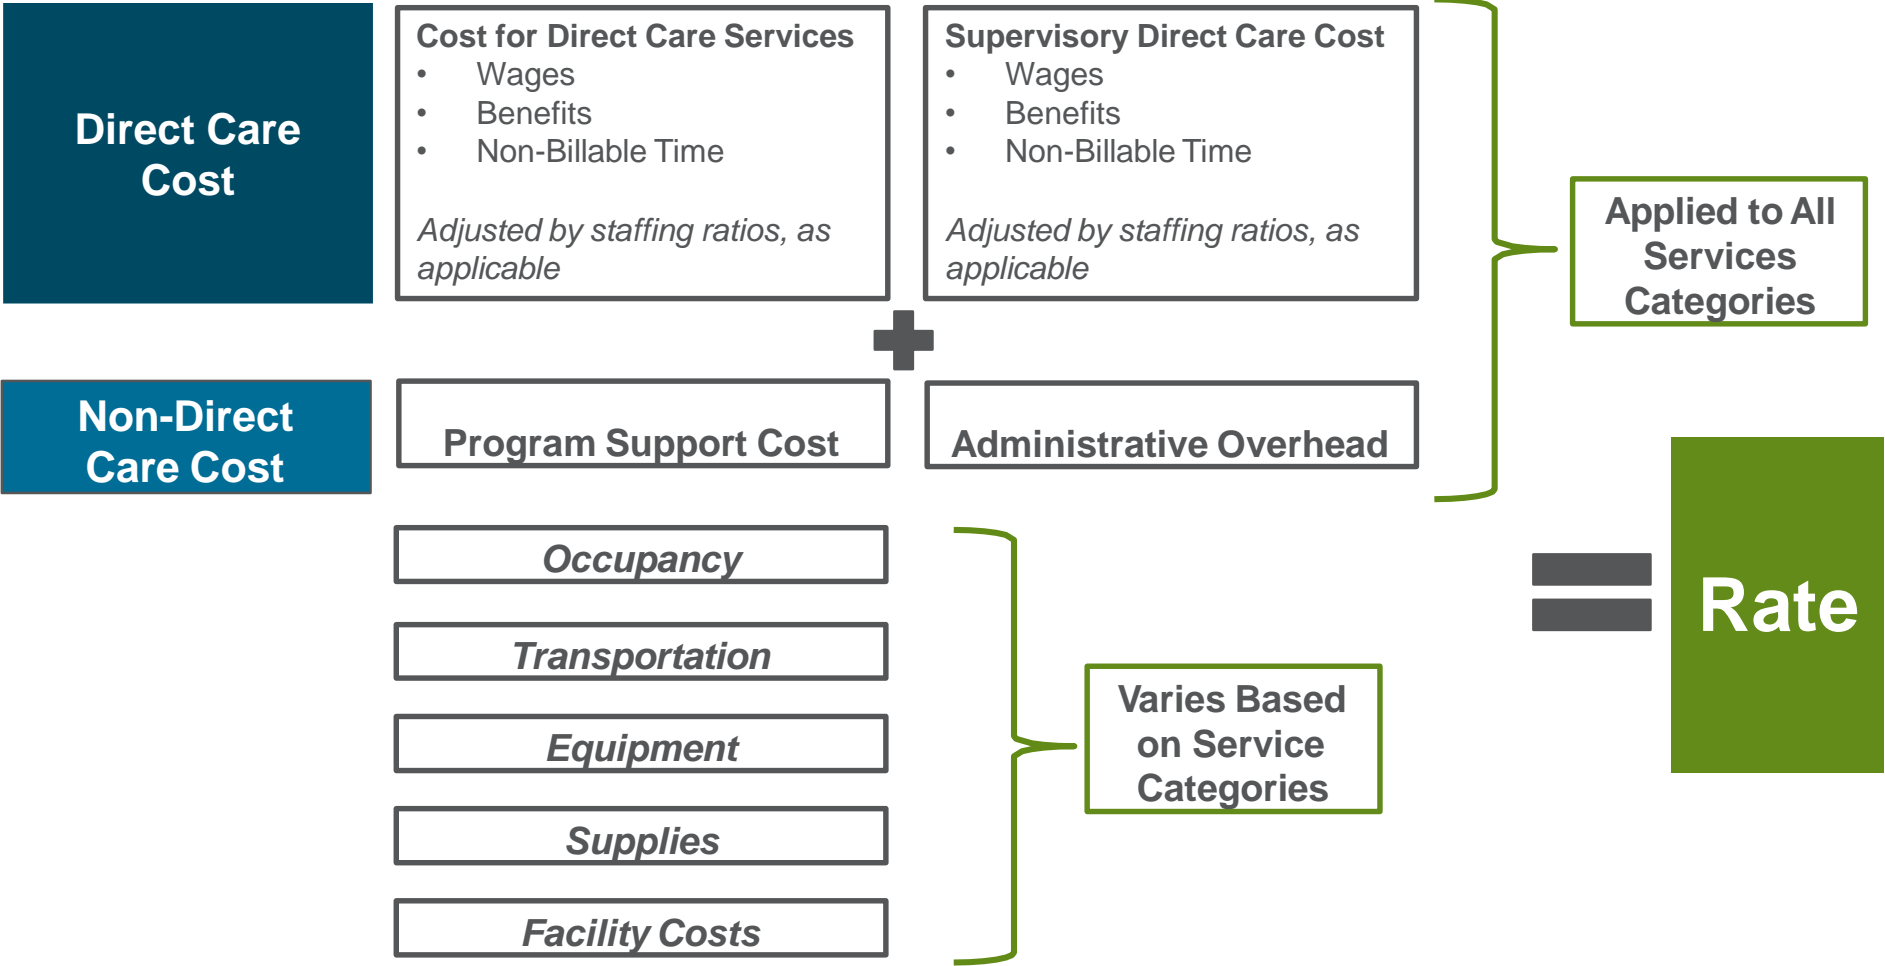 Direct Care
Cost
Cost for Direct Care Services
• Wages
• Benefits
• Non-Billable Time
Adjusted by staffing ratios, as
applicable
Supervisory Direct Care Cost
• Wages
• Benefits
• Non-Billable Time
Adjusted by staffing ratios, as
applicable
Applied to All
Services
Categories
Non-Direct
Care Cost
Program Support Cost
Administrative Overhead
Occupancy
Transportation
Equipment
Supplies
Facility Costs
Varies Based
on Service
Categories
Rate